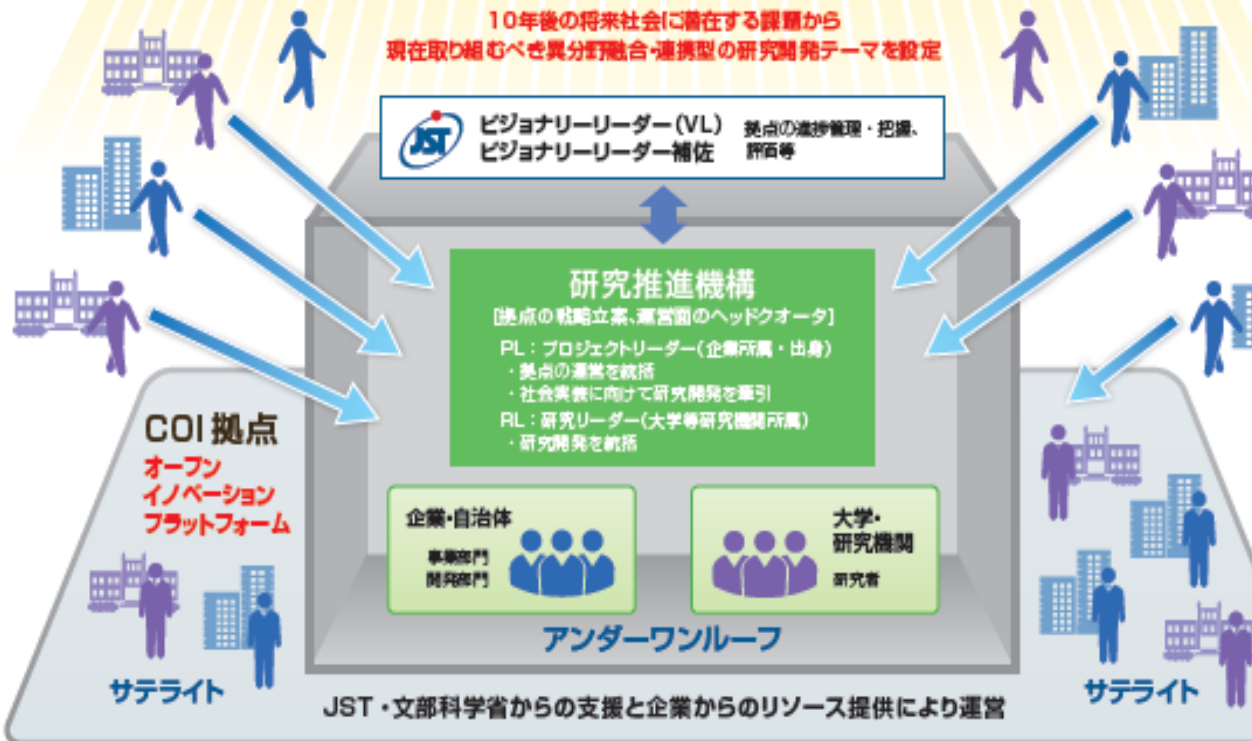 10年後の将来社会に潜在する課題から
現在取り組むべき異分野融合・連携型の研究開発テーマを設定
JST
ビジョナリーリーダー(VL)
ビジョナリーリーダー補佐
拠点の進捗管理・把握、
評価等
研究推進機構
[拠点の戦略立案、運営面のヘッドクオータ]
PL：プロジェクトリーダー(企業所属・出身)
・拠点の運営を統括
・社会実装に向けて研究開発を牽引
RL：研究リーダー(大学等研究機関所属)
・研究開発を統括
COI 拠点
オープン
イノベーション
プラットフォーム
企業・自治体
事業部門
開発部門
大学・
研究機関
研究者
アンダーワンルーフ
サテライト
サテライト
JST・文部科学省からの支援と企業からのリソース提供により運営